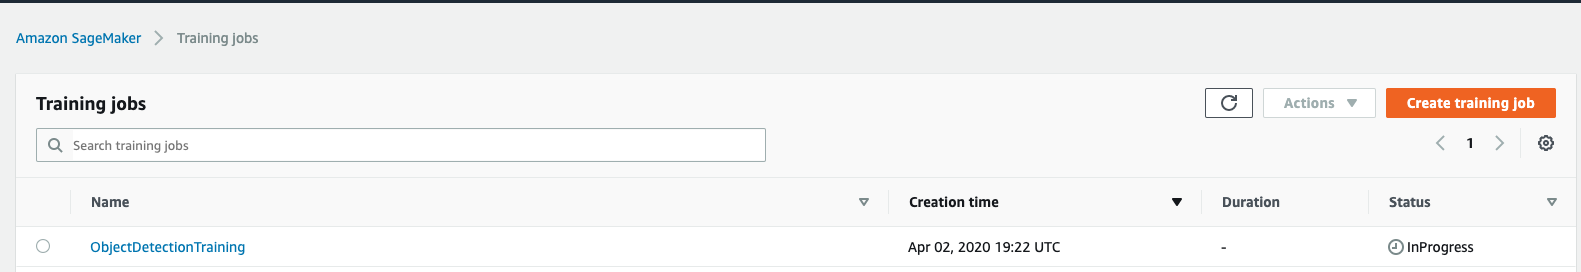 Amazon SageMaker > Training jobs
Training jobs
Actions
Create training job
Search training jobs
1
Name Creation time Duration Status
ObjectDetectionTraining Apr 02, 2020 19:22 UTC - InProgress